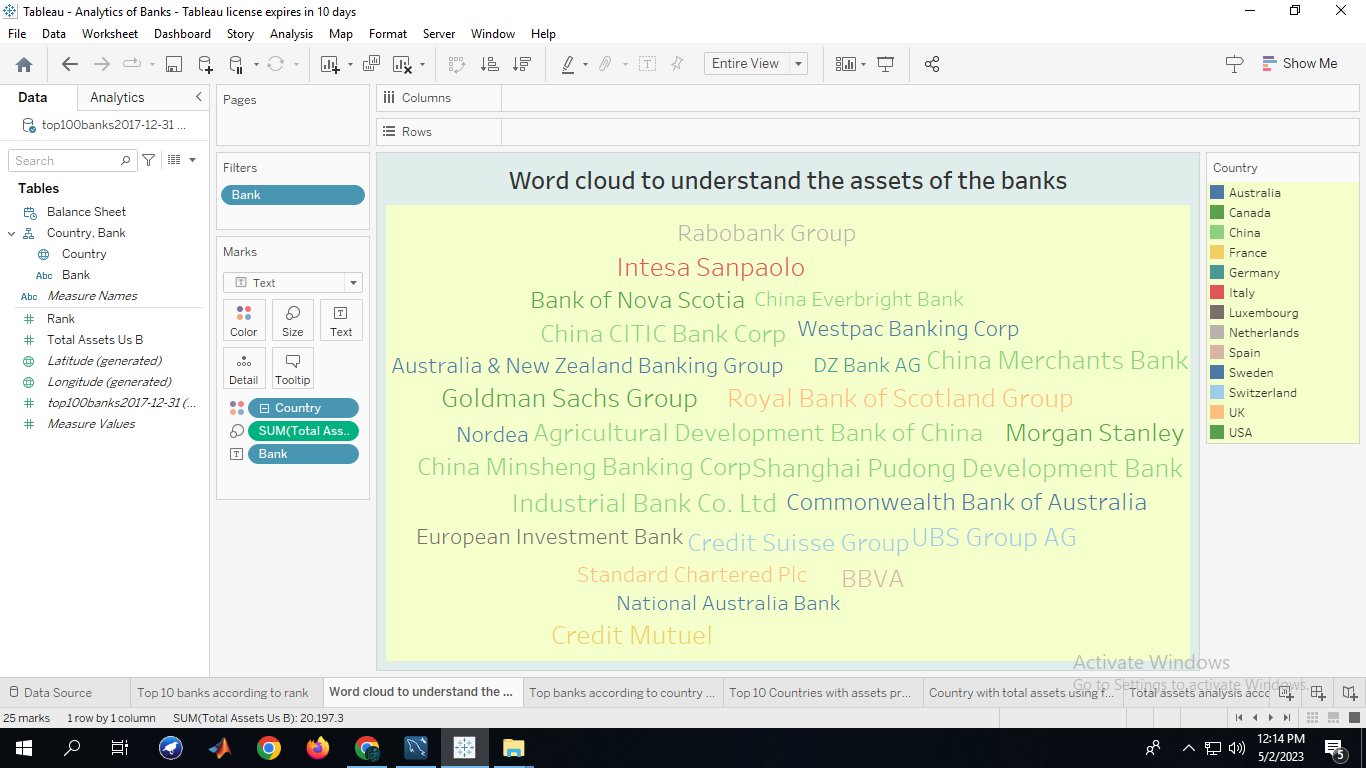 Tableau - Analytics of Banks - Tableau license expires in 10 days
File Data Worksheet Dashboard Story Analysis Map Format Server Window Help
Entire View
Show Me
Data Analytics
top100banks2017-12-31 ...
Search
Tables
Balance Sheet
Country, Bank
Country
Abc Bank
Abc Measure Names
Rank
Total Assets Us B
Latitude (generated)
Longitude (generated)
top100banks2017-12-31 (...
Measure Values
Pages
Filters
Bank
Marks
Text
Color Size Text
Detail Tooltip
Country
SUM(Total Ass..
Bank
Columns
Rows
Word cloud to understand the assets of the banks
Rabobank Group
Intesa Sanpaolo
Bank of Nova Scotia China Everbright Bank
China CITIC Bank Corp Westpac Banking Corp
Australia & New Zealand Banking Group DZ Bank AG China Merchants Bank
Goldman Sachs Group Royal Bank of Scotland Group
Nordea Agricultural Development Bank of China Morgan Stanley
China Minsheng Banking Corp Shanghai Pudong Development Bank
Industrial Bank Co. Ltd Commonwealth Bank of Australia
European Investment Bank Credit Suisse Group UBS Group AG
Standard Chartered Plc BBVA
National Australia Bank
Credit Mutuel
Country
Australia
Canada
China
France
Germany
Italy
Luxembourg
Netherlands
Spain
Sweden
Switzerland
UK
USA
Activate Windows
Go to Settings to activate Windows.
Data Source Top 10 banks according to rank Word cloud to understand the ... Top banks according to country ... Top 10 Countries with assets pr... Country with total assets using f... Total assets analysis acco
25 marks 1 row by 1 column SUM(Total Assets Us B): 20.197.3
12:14 PM
5/2/2023
5